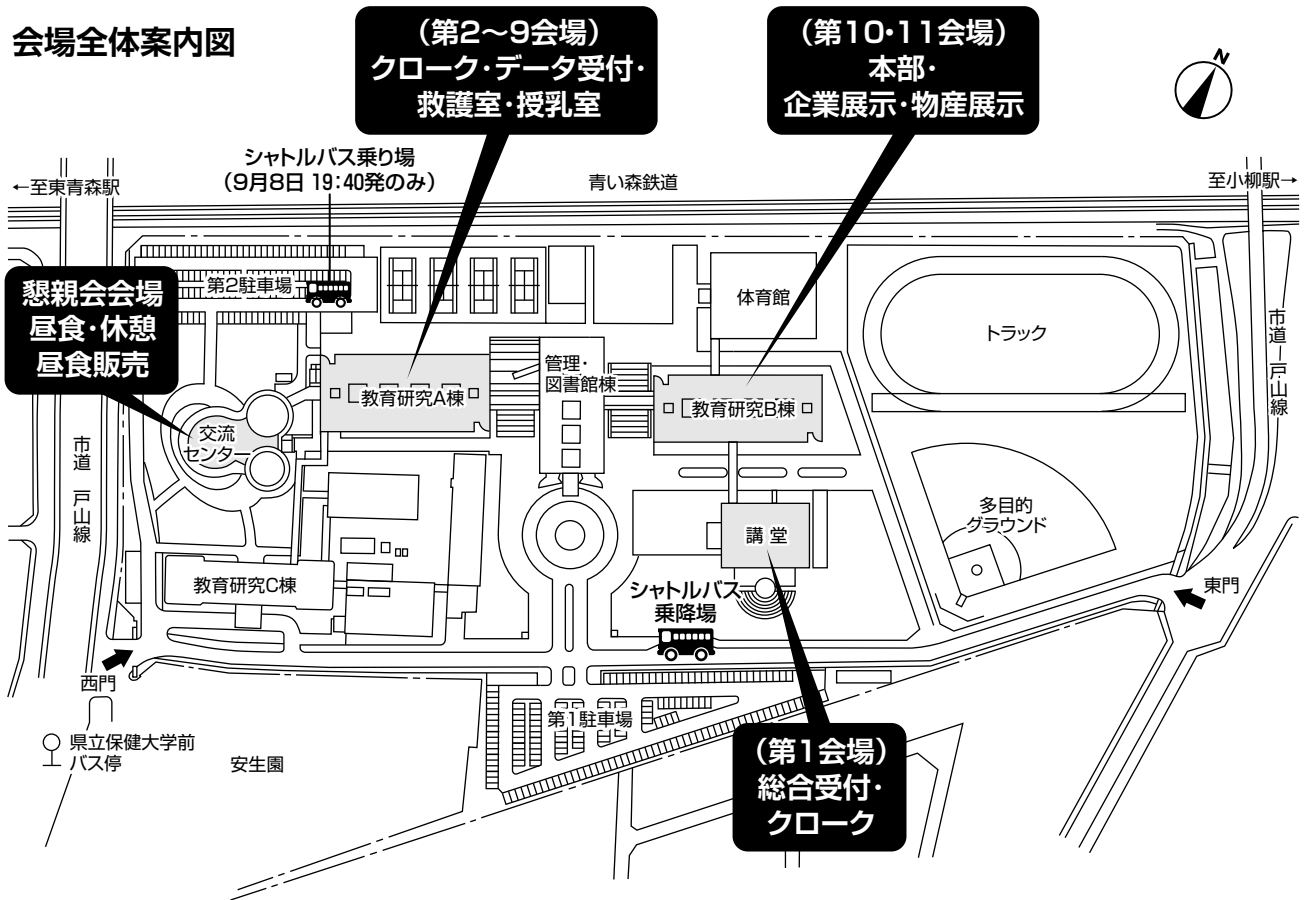 会場全体案内図
（第2〜9会場）
クローク・データ受付・
救護室・授乳室
（第10・11会場）
本部・
企業展示・物産展示
N
シャトルバス乗り場
（9月8日 19：40発のみ）
←至東青森駅
青い森鉄道
至小柳駅→
懇親会会場
昼食・休憩
昼食販売
第2駐車場
体育館
トラック
市道－戸山線
管理・
図書館棟
教育研究A棟
教育研究B棟
交流
センター
市道　戸山線
多目的
グラウンド
講 堂
教育研究C棟
シャトルバス
乗降場
東門
西門
第1駐車場
県立保健大学前
バス停
安生園
（第1会場）
総合受付・
クローク